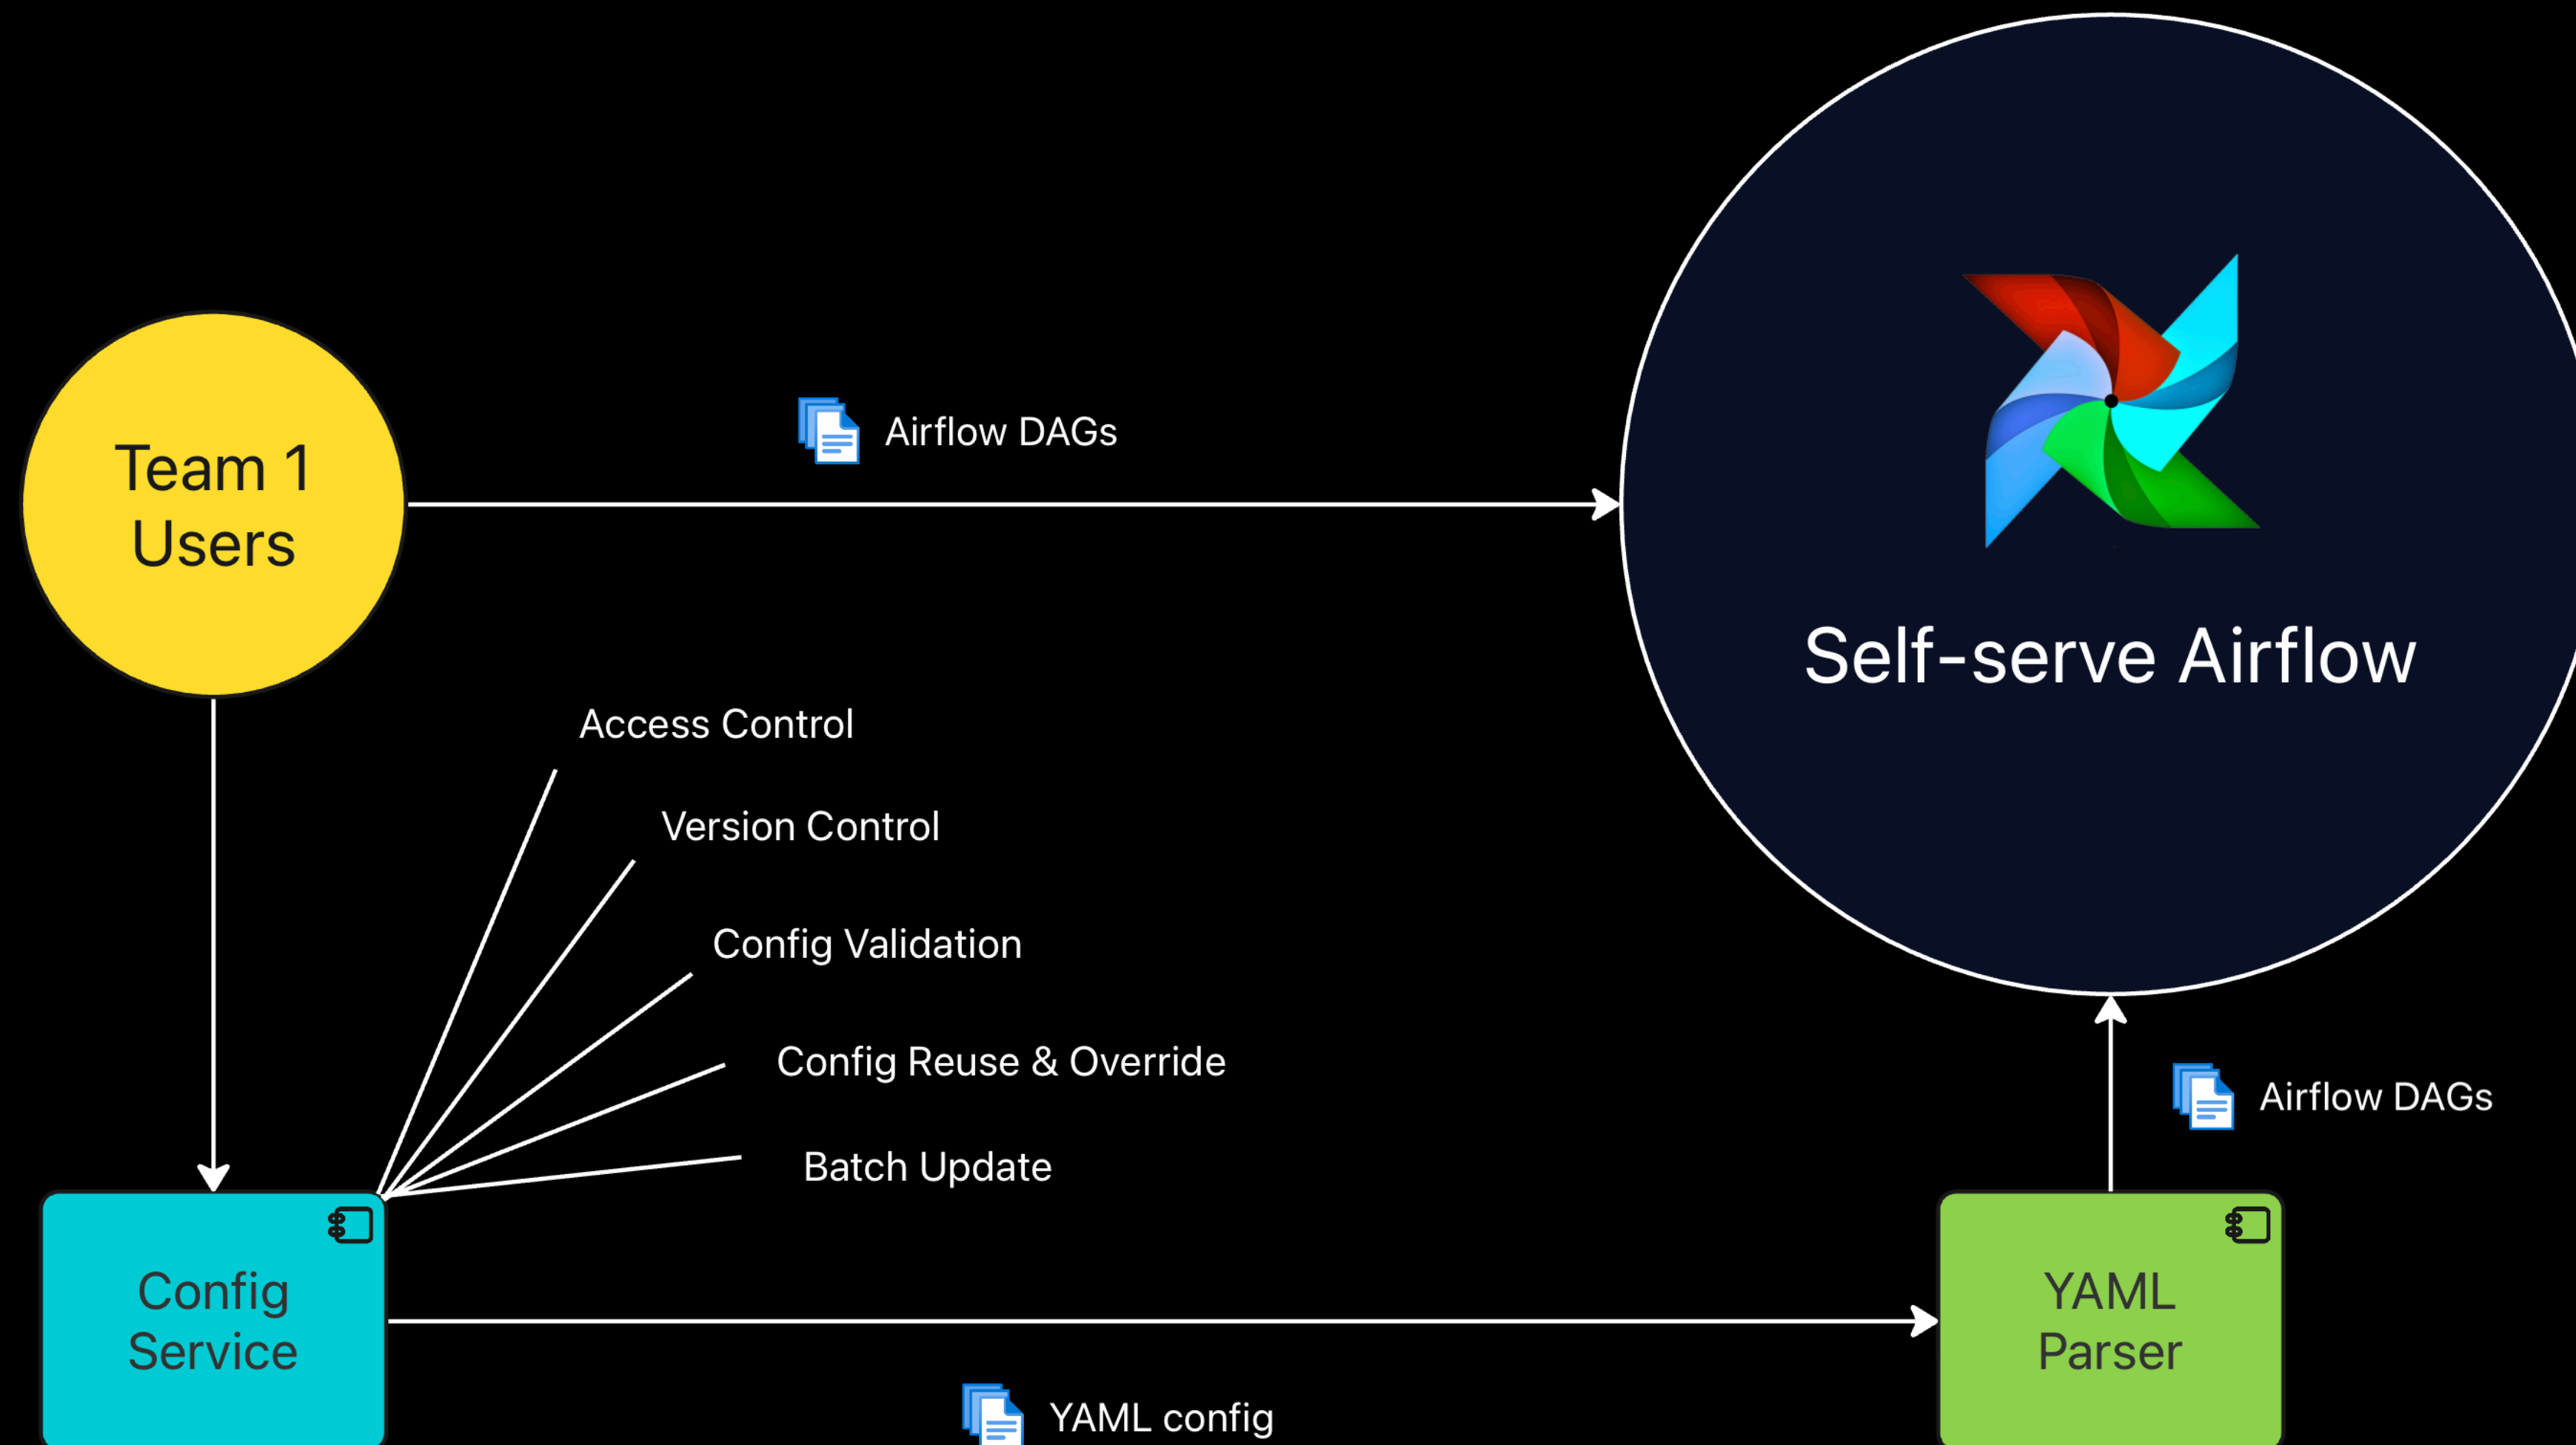 Team 1
Users
Airflow DAGs
Self-serve Airflow
Access Control
Version Control
Config Validation
Config Reuse & Override
Batch Update
Airflow DAGs
Config
Service
YAML
Parser
YAML config